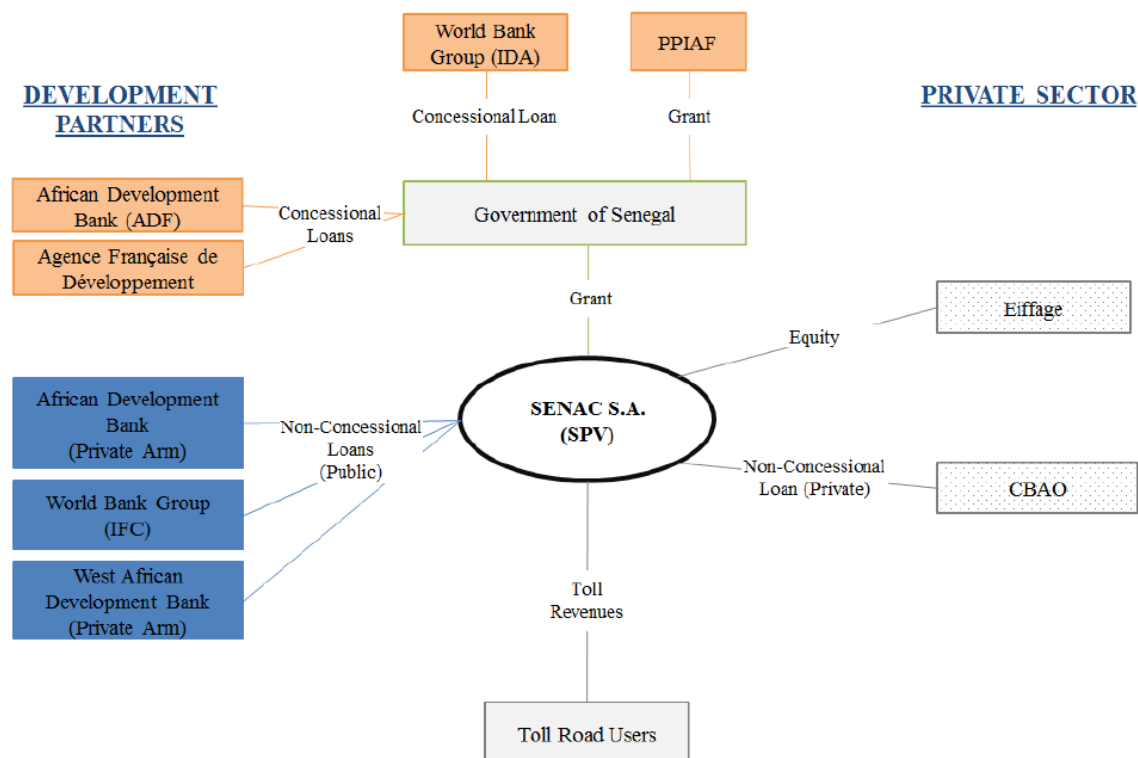 World Bank
Group (IDA)
PPIAF
DEVELOPMENT
PARTNERS
PRIVATE SECTOR
Concessional Loan
Grant
African Development
Bank (ADF)
Concessional
Loans
Government of Senegal
Agence Française de
Développement
Grant
Eiffage
Equity
African Development
Bank
(Private Arm)
Non-Concessional
Loans
(Public)
SENAC S.A.
(SPV)
Non-Concessional
Loan (Private)
CBAO
World Bank Group
(IFC)
West African
Development Bank
(Private Arm)
Toll
Revenues
Toll Road Users